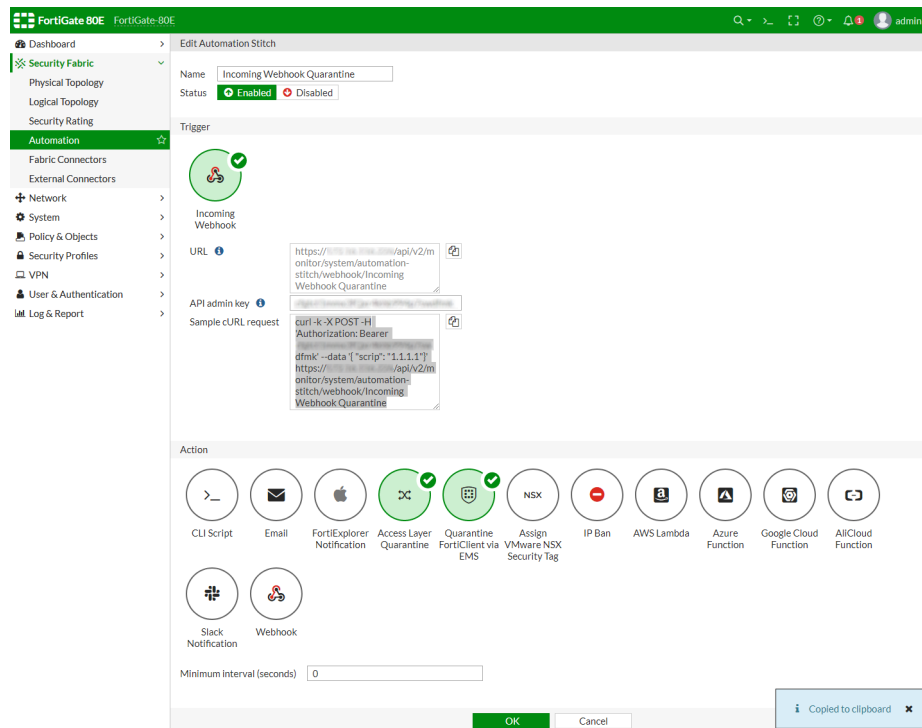 FortiGate 80E FortiGate-80E
1
admin
Dashboard
Security Fabric
Physical Topology
Logical Topology
Security Rating
Automation
Fabric Connectors
External Connectors
Network
System
Policy & Objects
Security Profiles
VPN
User & Authentication
Log & Report
Edit Automation Stitch
Name Incoming Webhook Quarantine
Status Enabled Disabled
Trigger
Incoming
Webhook
URL
https:// /api/v2/m
onitor/system/automation-
stitch/webhook/Incoming
Webhook Quarantine
API admin key
Sample cURL request
curl -k -X POST -H
'Authorization: Bearer
dfmk' --data '{ "scrip": "1.1.1.1"}'
https:// /api/v2/m
onitor/system/automation-
stitch/webhook/Incoming
Webhook Quarantine
Action
>_
CLI Script
Email
FortiExplorer
Notification
Access Layer
Quarantine
Quarantine
FortiClient via
EMS
NSX
Assign
VMware NSX
Security Tag
IP Ban
a
AWS Lambda
Azure
Function
Google Cloud
Function
AliCloud
Function
Slack
Notification
Webhook
Minimum interval (seconds) 0
OK Cancel
Copied to clipboard